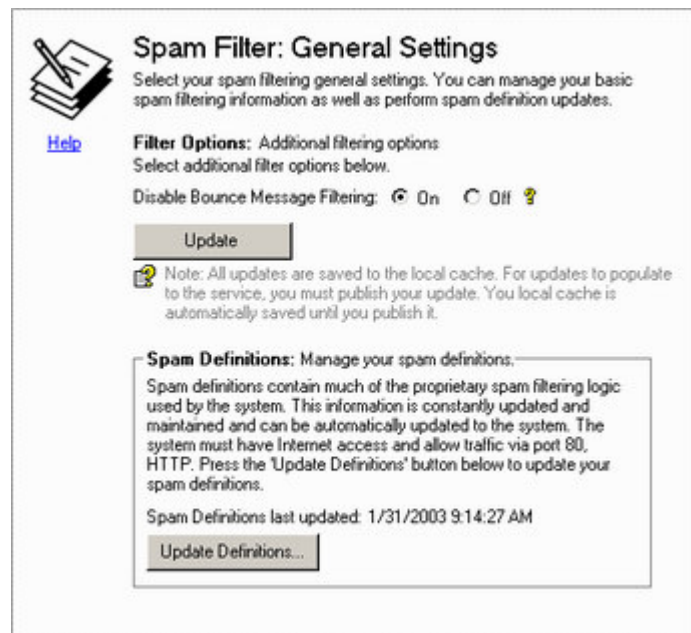 Spam Filter: General Settings
Select your spam filtering general settings. You can manage your basic
spam filtering information as well as perform spam definition updates.
Help
Filter Options: Additional filtering options
Select additional filter options below.
Disable Bounce Message Filtering: On Off
Update
Note: All updates are saved to the local cache. For updates to populate
to the service, you must publish your update. You local cache is
automatically saved until you publish it.
Spam Definitions: Manage your spam definitions.
Spam definitions contain much of the proprietary spam filtering logic
used by the system. This information is constantly updated and
maintained and can be automatically updated to the system. The
system must have Internet access and allow traffic via port 80,
HTTP. Press the 'Update Definitions' button below to update your
spam definitions.
Spam Definitions last updated: 1/31/2003 9:14:27 AM
Update Definitions...